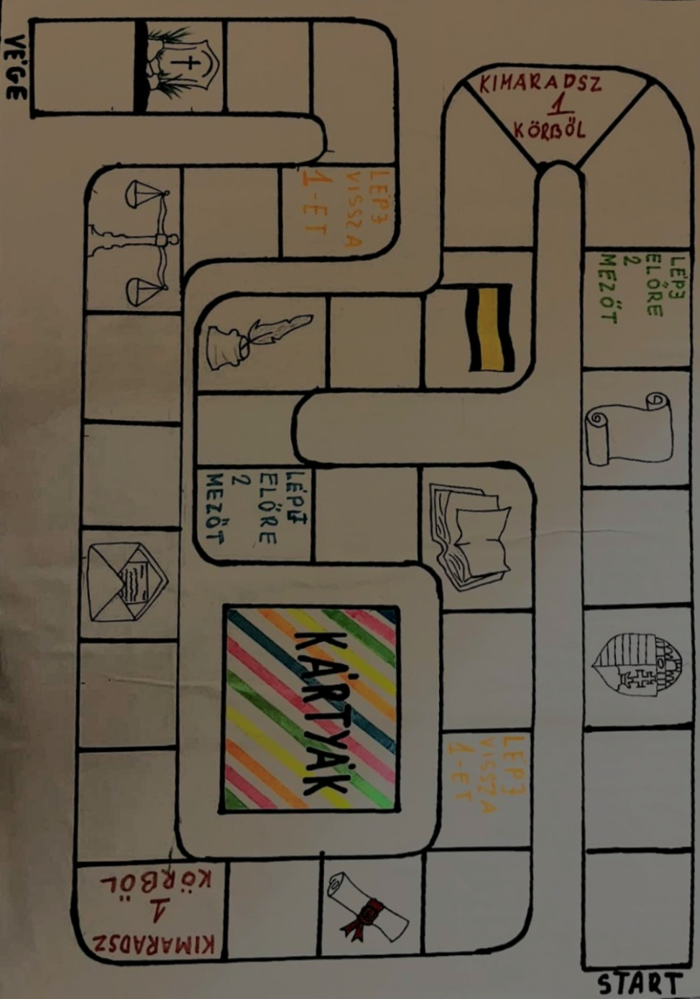 VÉGE
KIMARADSZ
1
KÖRBŐL
LÉPJ
VISSZA
1-ET
LÉPJ
ELŐRE
2
MEZŐT
LÉPJ
ELŐRE
2
MEZŐT
KÁRTYÁK
LÉPJ
VISSZA
1-ET
KIMARADSZ
1
KÖRBÖL
START